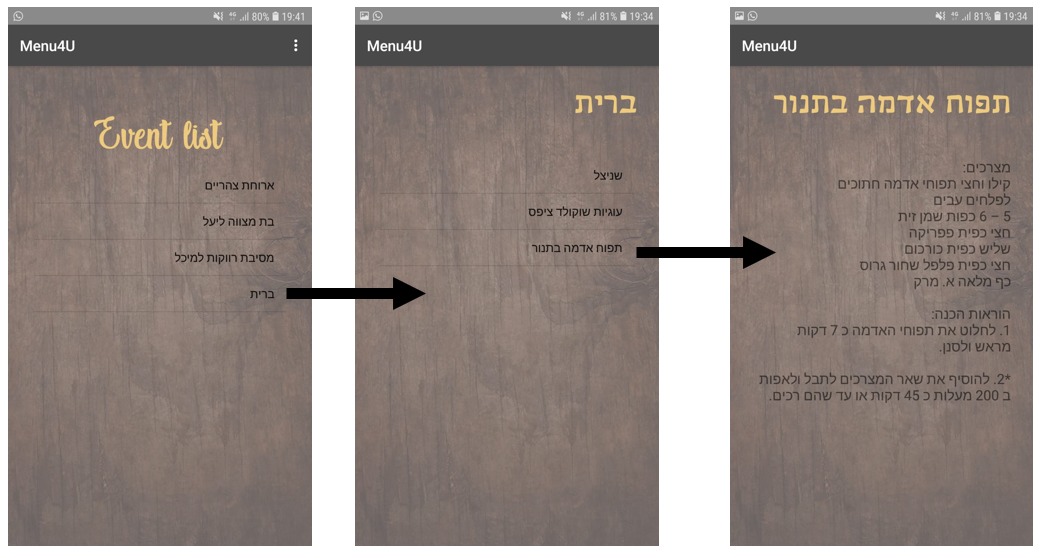 80% 19:41
Menu4U
Event list
ארוחת צהריים
בת מצווה ליעל
מסיבת רווקות למיכל
ברית
81% 19:34
Menu4U
ברית
שניצל
עוגיות שוקולד ציפס
תפוח אדמה בתנור
81% 19:34
Menu4U
תפוח אדמה בתנור
מצרכים:
קילו וחצי תפוחי אדמה חתוכים
לפלחים עבים
5 – 6 כפות שמן זית
חצי כפית פפריקה
שליש כפית כורכום
חצי כפית פלפל שחור גרוס
כף מלאה א. מרק
הוראות הכנה:
1. לחלוט את תפוחי האדמה כ 7 דקות
מראש ולסנן.
*2. להוסיף את שאר המצרכים לתבל ולאפות
ב 200 מעלות כ 45 דקות או עד שהם רכים.